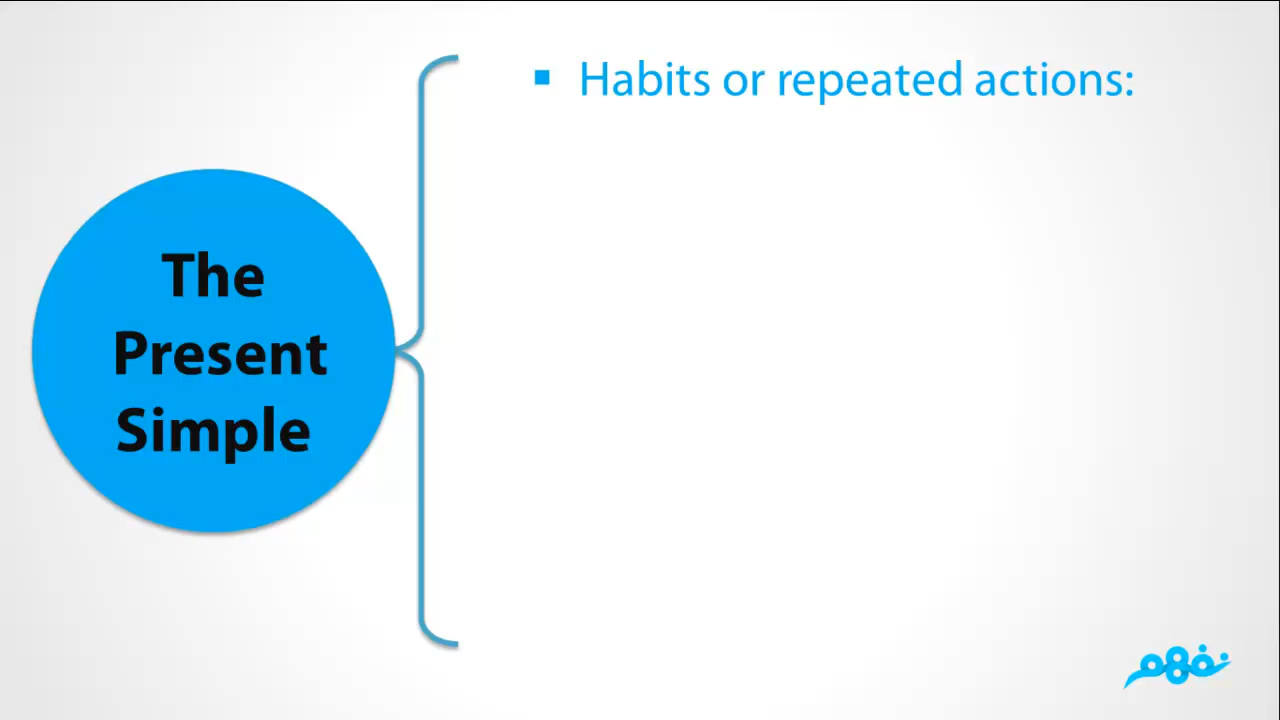 ▪ Habits or repeated actions:
The
Present
Simple
نفهم